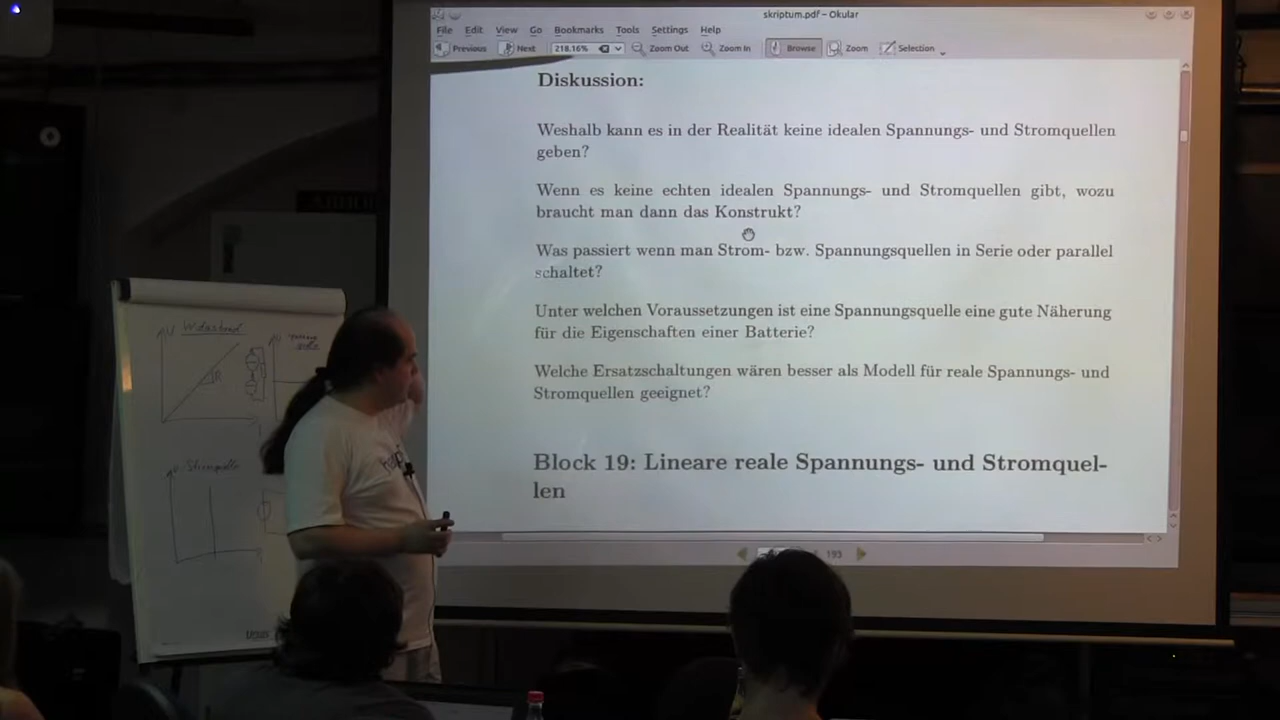 skriptum.pdf – Okular
File Edit View Go Bookmarks Tools Settings Help
Previous Next 218.16% Zoom Out Zoom In Browse Zoom Selection
Diskussion:
Weshalb kann es in der Realität keine idealen Spannungs- und Stromquellen
geben?
Wenn es keine echten idealen Spannungs- und Stromquellen gibt, wozu
braucht man dann das Konstrukt?
Was passiert wenn man Strom- bzw. Spannungsquellen in Serie oder parallel
schaltet?
Unter welchen Voraussetzungen ist eine Spannungsquelle eine gute Näherung
für die Eigenschaften einer Batterie?
Welche Ersatzschaltungen wären besser als Modell für reale Spannungs- und
Stromquellen geeignet?
Block 19: Lineare reale Spannungs- und Stromquel-
len
193
Stromquelle